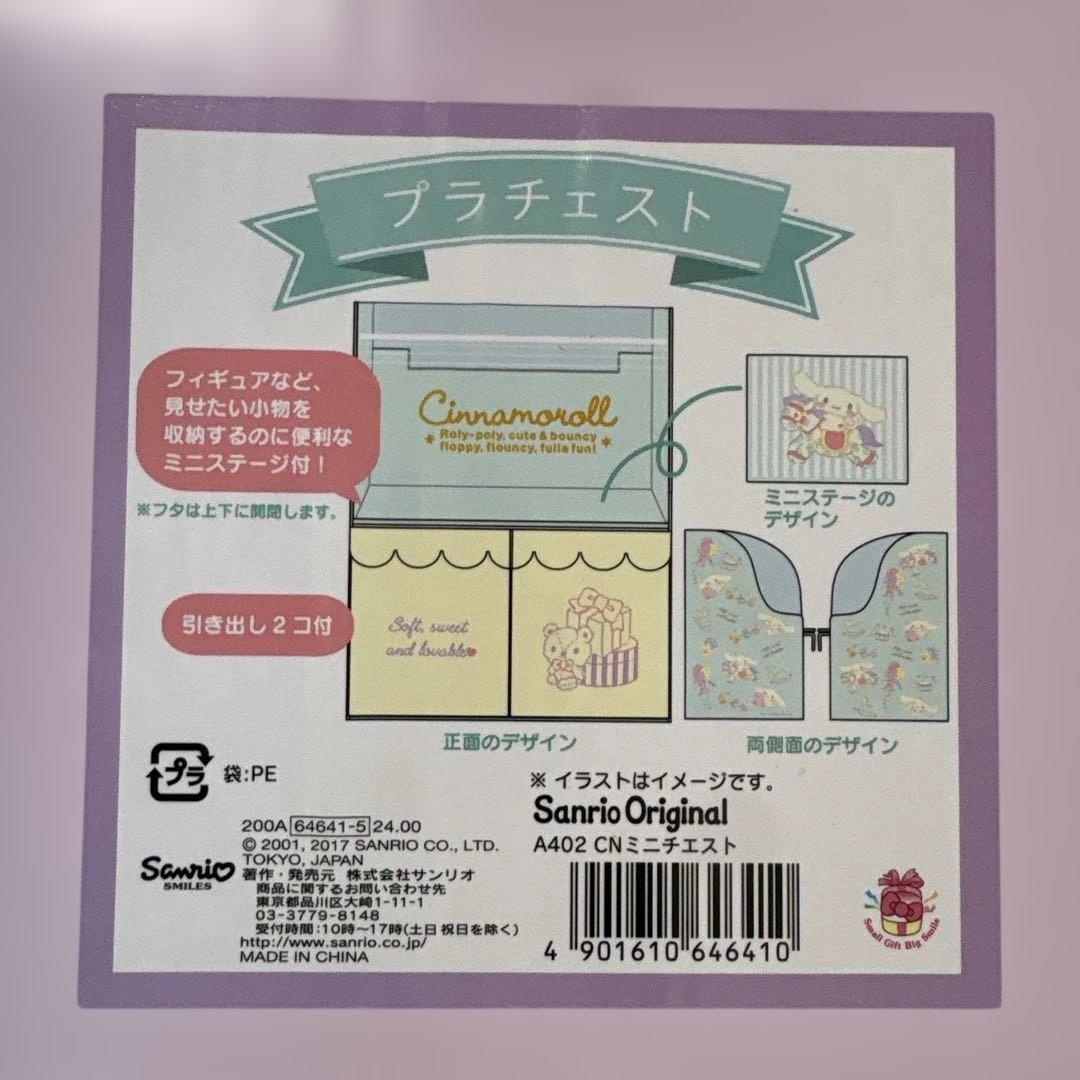 プラチェスト
フィギュアなど、
見せたい小物を
収納するのに便利な
ミニステージ付！
※フタは上下に開閉します。
Cinnamoroll
Roly-poly, cute & bouncy
floppy, flouncy, fulla fun!
ミニステージの
デザイン
引き出し2コ付
Soft, sweet
and lovable
正面のデザイン
両側面のデザイン
プラ 袋:PE
※ イラストはイメージです。
Sanrio Original
A402 CNミニチェスト
4 901610 646410
200A 64641-5 24.00
© 2001, 2017 SANRIO CO., LTD.
TOKYO, JAPAN
著作・発売元 株式会社サンリオ
商品に関するお問い合わせ先
東京都品川区大崎1-11-1
03-3779-8148
受付時間:10時〜17時(土日祝日を除く)
http://www.sanrio.co.jp/
MADE IN CHINA
Sanrio
SMILES
Small Gift Big Smile